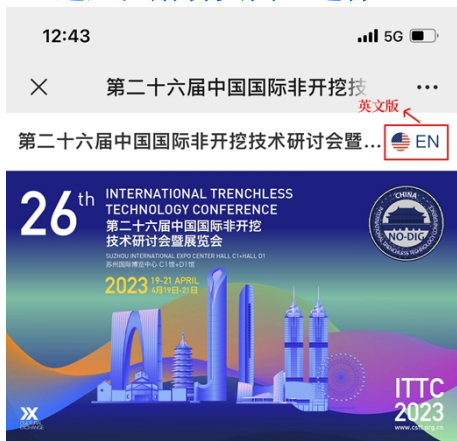 12:43
5G
第二十六届中国国际非开挖技
英文版
第二十六届中国国际非开挖技术研讨会暨...
EN
26th
INTERNATIONAL TRENCHLESS
TECHNOLOGY CONFERENCE
第二十六届中国国际非开挖
技术研讨会暨展览会
SUZHOU INTERNATIONAL EXPO CENTER HALL C1+HALL D1
苏州国际博览中心 C1馆+D1馆
2023 19-21 APRIL
4月19日-21日
CHINA
NO-DIG
ITTC
2023
www.cstt.org.cn